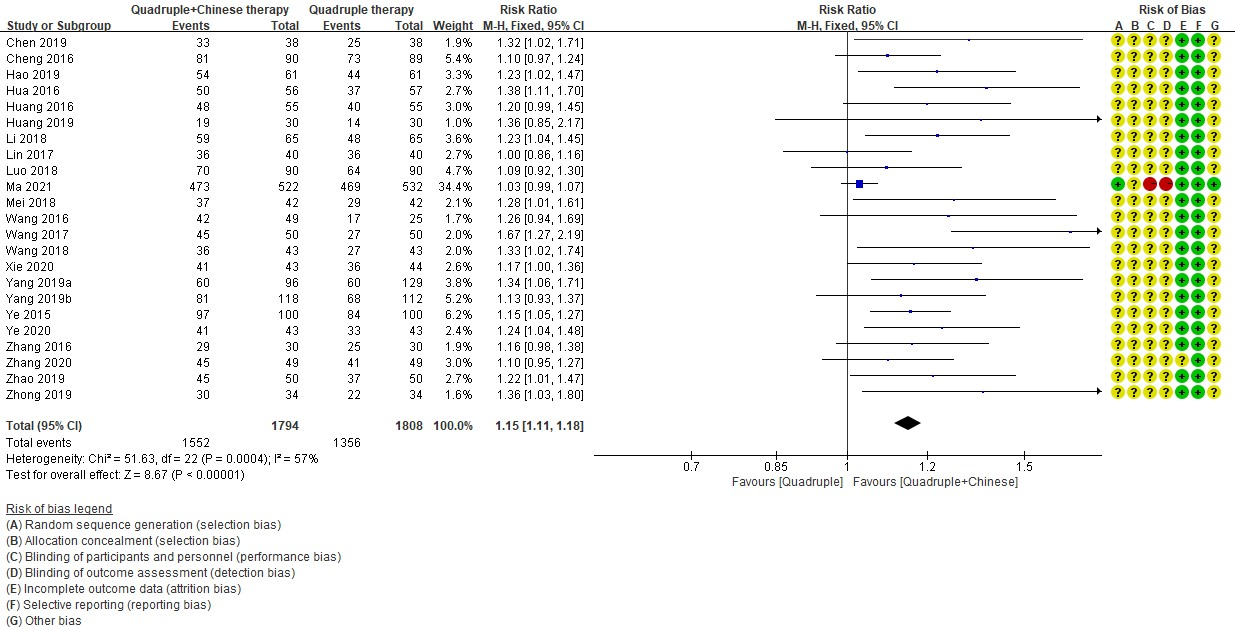 Quadruple+Chinese therapy Quadruple therapy Risk Ratio Risk Ratio Risk of Bias
Study or Subgroup Events Total Events Total Weight M-H, Fixed, 95% CI M-H, Fixed, 95% CI A B C D E F G
Chen 2019 33 38 25 38 1.9% 1.32 [1.02, 1.71] ? ? ? ? + + ?
Cheng 2016 81 90 73 89 5.4% 1.10 [0.97, 1.24] ? ? ? ? + + ?
Hao 2019 54 61 44 61 3.3% 1.23 [1.02, 1.47] ? ? ? ? + + ?
Hua 2016 50 56 37 57 2.7% 1.38 [1.11, 1.70] ? ? ? ? + + ?
Huang 2016 48 55 40 55 3.0% 1.20 [0.99, 1.45] ? ? ? ? + + ?
Huang 2019 19 30 14 30 1.0% 1.36 [0.85, 2.17] ? ? ? ? + + ?
Li 2018 59 65 48 65 3.6% 1.23 [1.04, 1.45] ? ? ? ? + + ?
Lin 2017 36 40 36 40 2.7% 1.00 [0.86, 1.16] ? ? ? ? + + ?
Luo 2018 70 90 64 90 4.7% 1.09 [0.92, 1.30] ? ? ? ? + + ?
Ma 2021 473 522 469 532 34.4% 1.03 [0.99, 1.07] + ? - - + + +
Mei 2018 37 42 29 42 2.1% 1.28 [1.01, 1.61] ? ? ? ? + + ?
Wang 2016 42 49 17 25 1.7% 1.26 [0.94, 1.69] ? ? ? ? + + ?
Wang 2017 45 50 27 50 2.0% 1.67 [1.27, 2.19] ? ? ? ? + + ?
Wang 2018 36 43 27 43 2.0% 1.33 [1.02, 1.74] ? ? ? ? + + ?
Xie 2020 41 43 36 44 2.6% 1.17 [1.00, 1.36] ? ? ? ? + + ?
Yang 2019a 60 96 60 129 3.8% 1.34 [1.06, 1.71] ? ? ? ? + + ?
Yang 2019b 81 118 68 112 5.2% 1.13 [0.93, 1.37] ? ? ? ? + + ?
Ye 2015 97 100 84 100 6.2% 1.15 [1.05, 1.27] ? ? ? ? + + ?
Ye 2020 41 43 33 43 2.4% 1.24 [1.04, 1.48] ? ? ? ? + + ?
Zhang 2016 29 30 25 30 1.9% 1.16 [0.98, 1.38] ? ? ? ? + + ?
Zhang 2020 45 49 41 49 3.0% 1.10 [0.95, 1.27] ? ? ? ? ? + ?
Zhao 2019 45 50 37 50 2.7% 1.22 [1.01, 1.47] ? ? ? ? + + ?
Zhong 2019 30 34 22 34 1.6% 1.36 [1.03, 1.80] ? ? ? ? + + ?
Total (95% CI) 1794 1808 100.0% 1.15 [1.11, 1.18]
Total events 1552 1356
Heterogeneity: Chi² = 51.63, df = 22 (P = 0.0004); I² = 57%
Test for overall effect: Z = 8.67 (P < 0.00001)
0.7 0.85 1 1.2 1.5
Favours [Quadruple] Favours [Quadruple+Chinese]
Risk of bias legend
(A) Random sequence generation (selection bias)
(B) Allocation concealment (selection bias)
(C) Blinding of participants and personnel (performance bias)
(D) Blinding of outcome assessment (detection bias)
(E) Incomplete outcome data (attrition bias)
(F) Selective reporting (reporting bias)
(G) Other bias